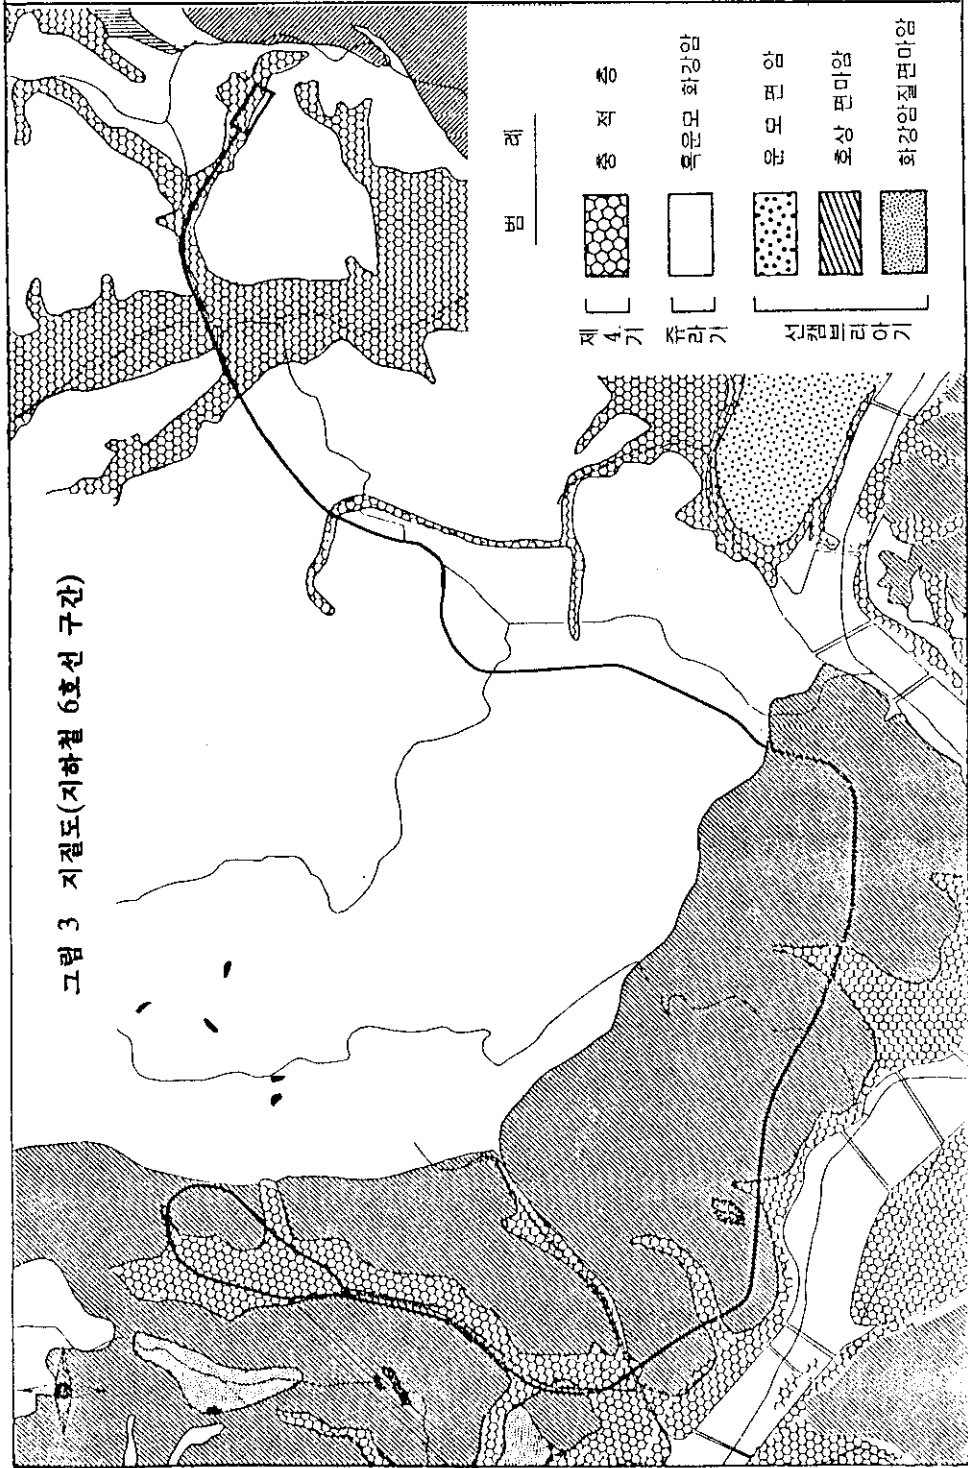 그림 3 지질도(지하철 6호선 구간)
범 례
제 4기 충 적 층
쥬라기 흑운모 화강암
선캠브리아기 운 모 편 암
호상 편마암
화강암질편마암